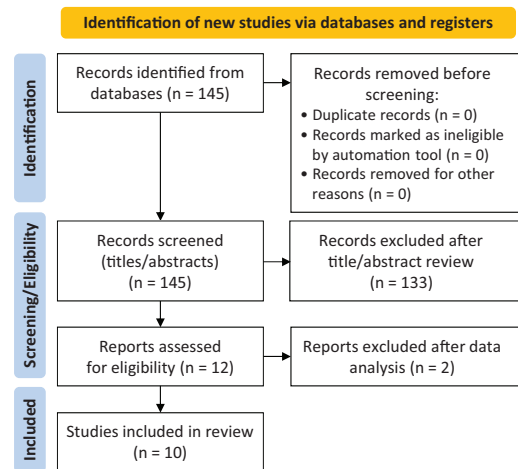 Identification of new studies via databases and registers
Identification
Records identified from
databases (n = 145)
Records removed before
screening:
• Duplicate records (n = 0)
• Records marked as ineligible
by automation tool (n = 0)
• Records removed for other
reasons (n = 0)
Screening/Eligibility
Records screened
(titles/abstracts)
(n = 145)
Records excluded after
title/abstract review
(n = 133)
Reports assessed
for eligibility (n = 12)
Reports excluded after data
analysis (n = 2)
Included
Studies included in review
(n = 10)